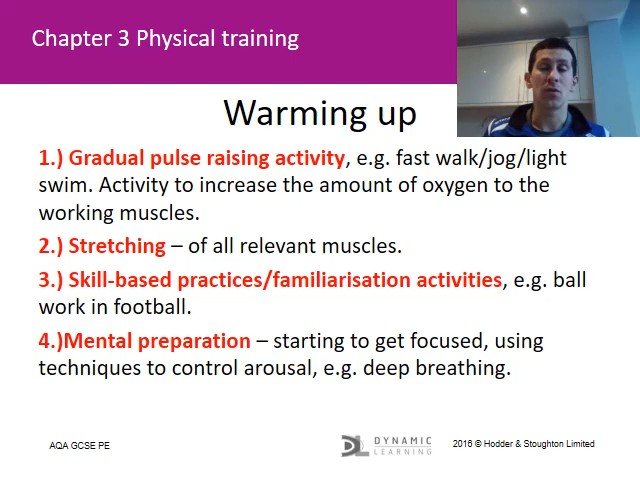 Chapter 3 Physical training
Warming up
1.) Gradual pulse raising activity, e.g. fast walk/jog/light
swim. Activity to increase the amount of oxygen to the
working muscles.
2.) Stretching – of all relevant muscles.
3.) Skill-based practices/familiarisation activities, e.g. ball
work in football.
4.)Mental preparation – starting to get focused, using
techniques to control arousal, e.g. deep breathing.
AQA GCSE PE
DL DYNAMIC
LEARNING
2016 © Hodder & Stoughton Limited